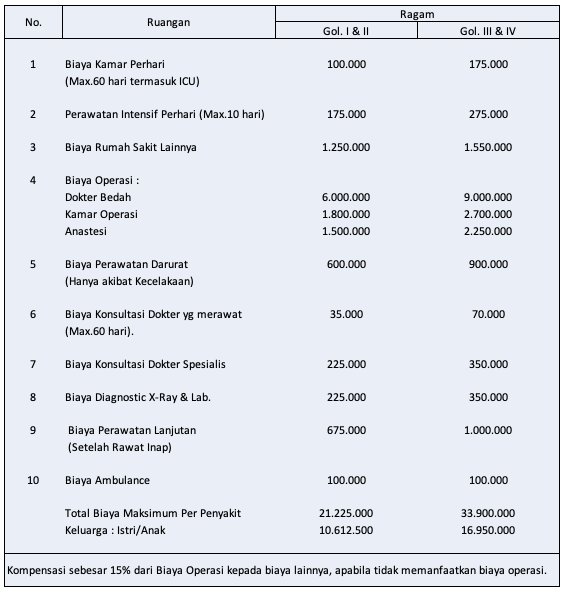 No. Ruangan Ragam
Gol. I & II Gol. III & IV
1 Biaya Kamar Perhari 100.000 175.000
(Max.60 hari termasuk ICU)
2 Perawatan Intensif Perhari (Max.10 hari) 175.000 275.000
3 Biaya Rumah Sakit Lainnya 1.250.000 1.550.000
4 Biaya Operasi :
Dokter Bedah 6.000.000 9.000.000
Kamar Operasi 1.800.000 2.700.000
Anastesi 1.500.000 2.250.000
5 Biaya Perawatan Darurat 600.000 900.000
(Hanya akibat Kecelakaan)
6 Biaya Konsultasi Dokter yg merawat 35.000 70.000
(Max.60 hari).
7 Biaya Konsultasi Dokter Spesialis 225.000 350.000
8 Biaya Diagnostic X-Ray & Lab. 225.000 350.000
9 Biaya Perawatan Lanjutan 675.000 1.000.000
(Setelah Rawat Inap)
10 Biaya Ambulance 100.000 100.000
Total Biaya Maksimum Per Penyakit 21.225.000 33.900.000
Keluarga : Istri/Anak 10.612.500 16.950.000
Kompensasi sebesar 15% dari Biaya Operasi kepada biaya lainnya, apabila tidak memanfaatkan biaya operasi.